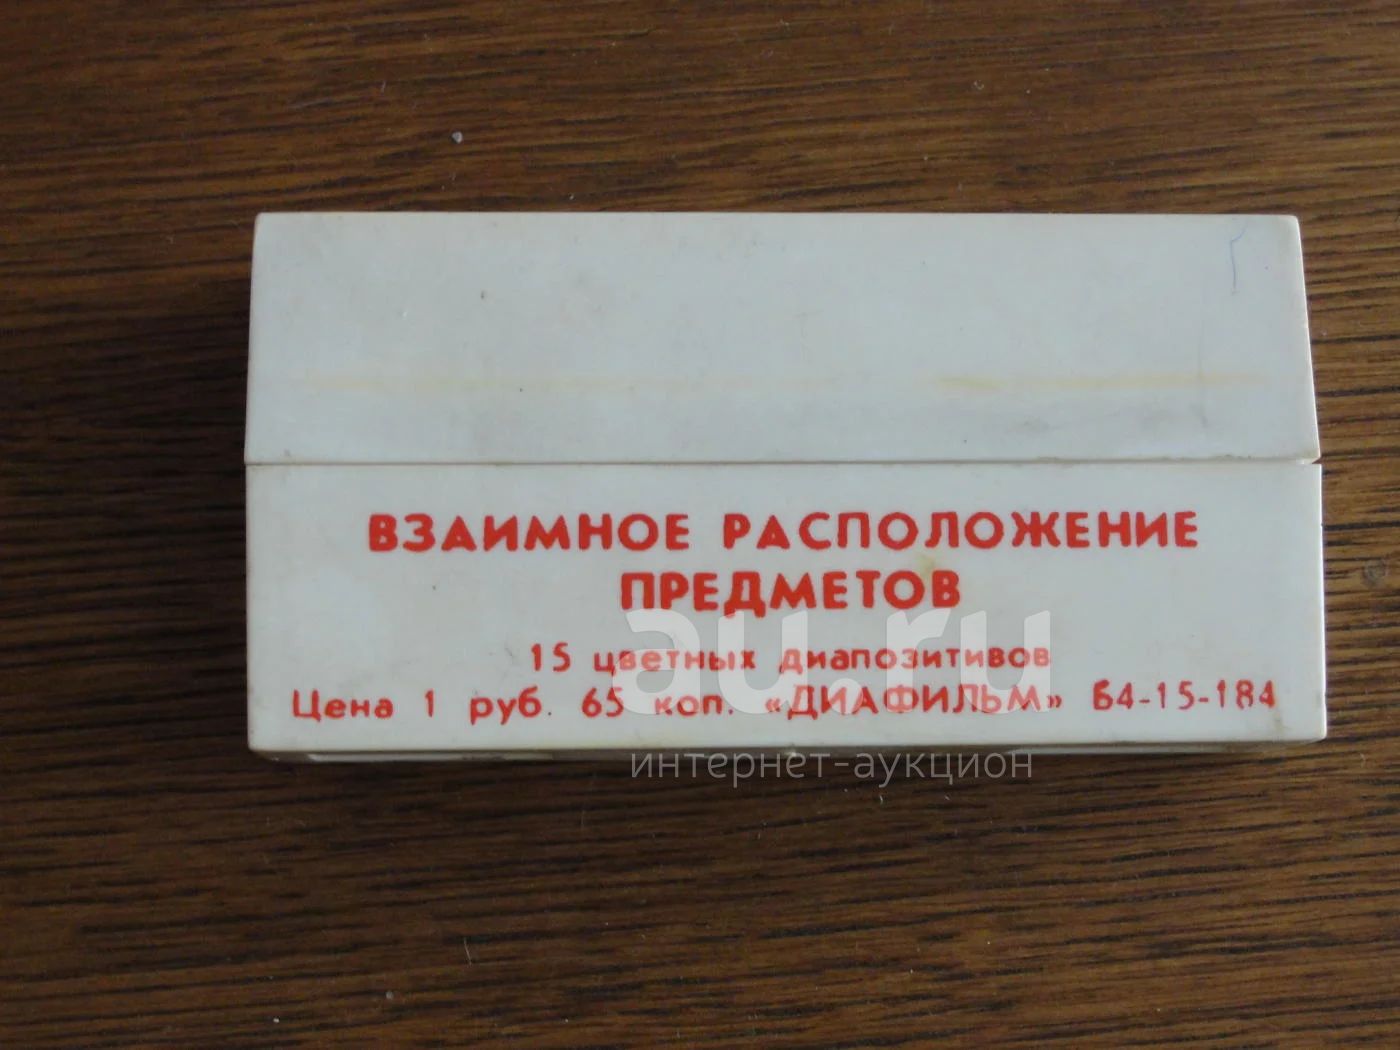 ВЗАИМНОЕ РАСПОЛОЖЕНИЕ
ПРЕДМЕТОВ
15 цветных диапозитивов
Цена 1 руб. 65 коп. «ДИАФИЛЬМ» Б4-15-184
au.ru
интернет-аукцион